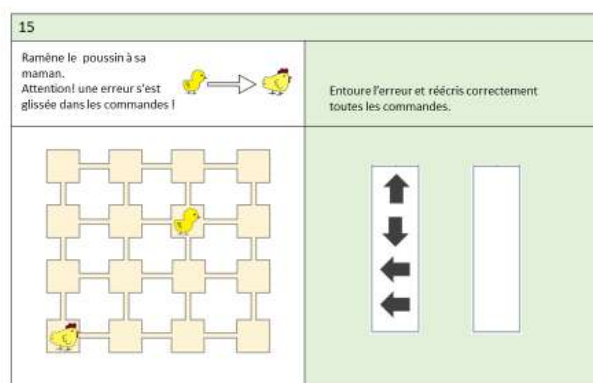 15
Ramène le poussin à sa
maman.
Attention! une erreur s'est
glissée dans les commandes !
Entoure l'erreur et réécris correctement
toutes les commandes.